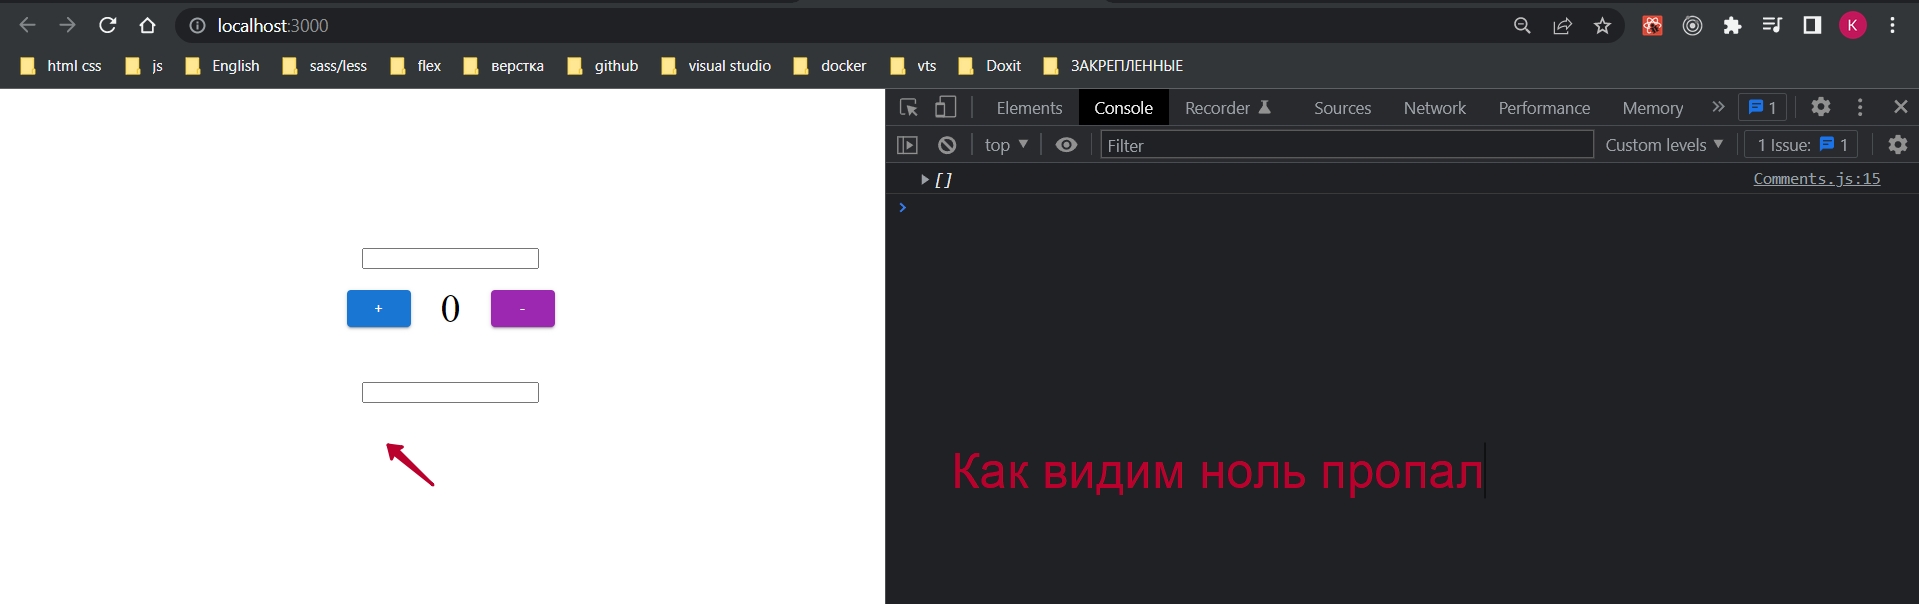 localhost:3000
K
html css js English sass/less flex верстка github visual studio docker vts Doxit ЗАКРЕПЛЕННЫЕ
Elements Console Recorder Sources Network Performance Memory » 1
top Filter Custom levels 1 Issue: 1
[] Comments.js:15
+ 0 -
Как видим ноль пропал